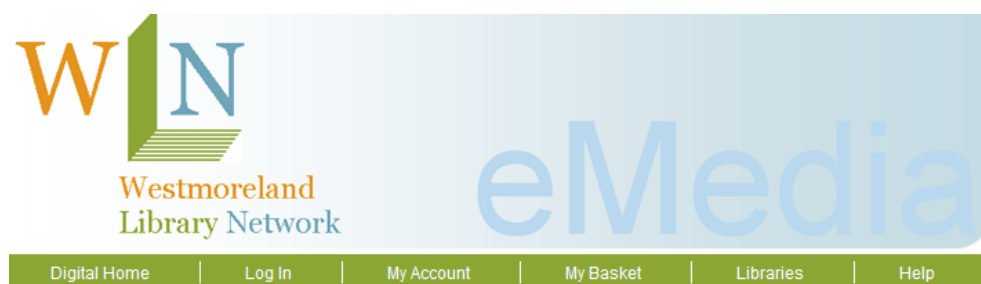 WLN
Westmoreland
Library Network
eMedia
Digital Home | Log In | My Account | My Basket | Libraries | Help